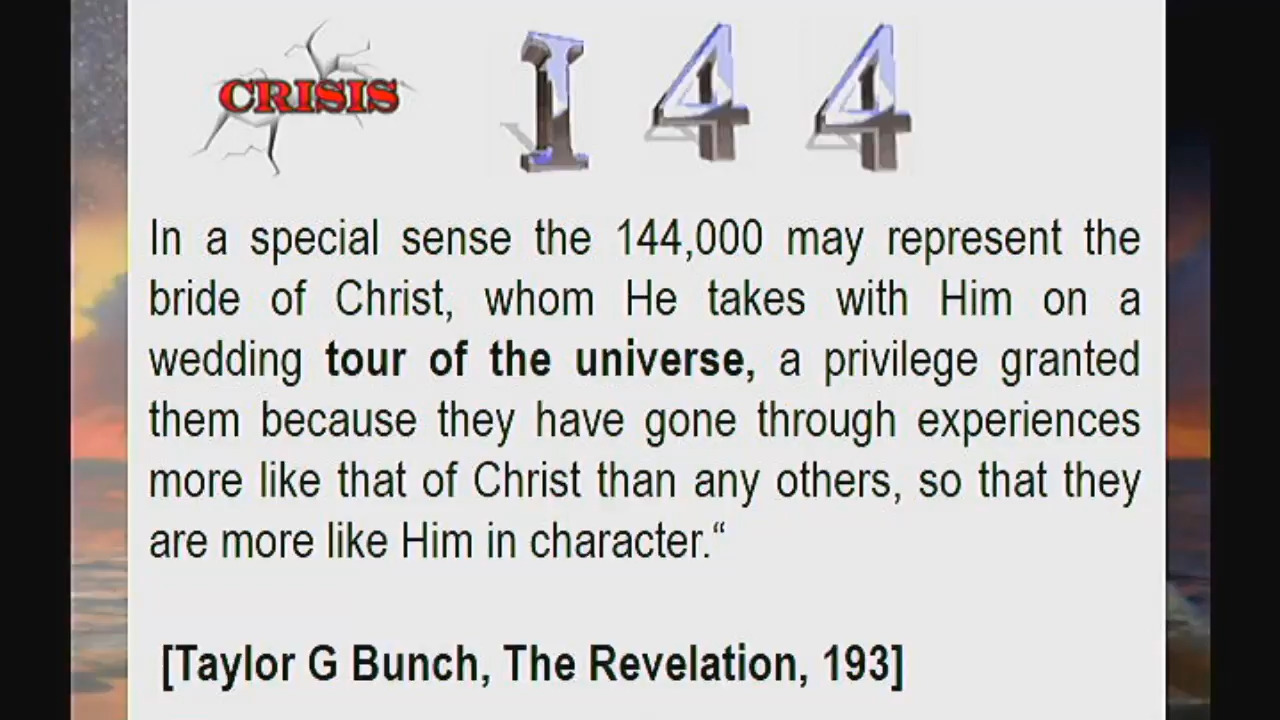 CRISIS 144
In a special sense the 144,000 may represent the
bride of Christ, whom He takes with Him on a
wedding tour of the universe, a privilege granted
them because they have gone through experiences
more like that of Christ than any others, so that they
are more like Him in character.“
[Taylor G Bunch, The Revelation, 193]